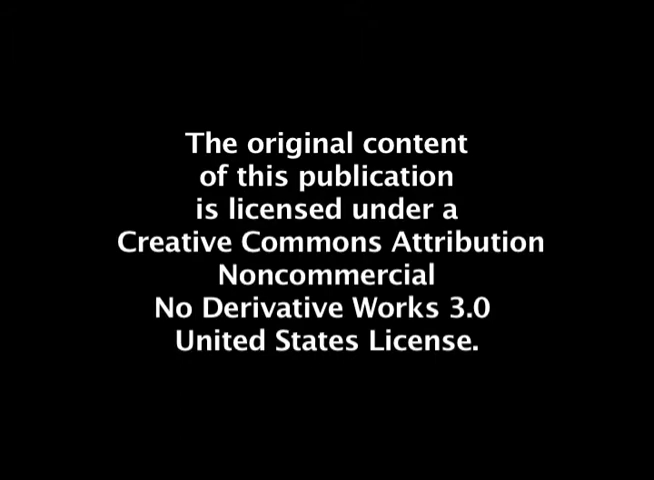 The original content
of this publication
is licensed under a
Creative Commons Attribution
Noncommercial
No Derivative Works 3.0
United States License.